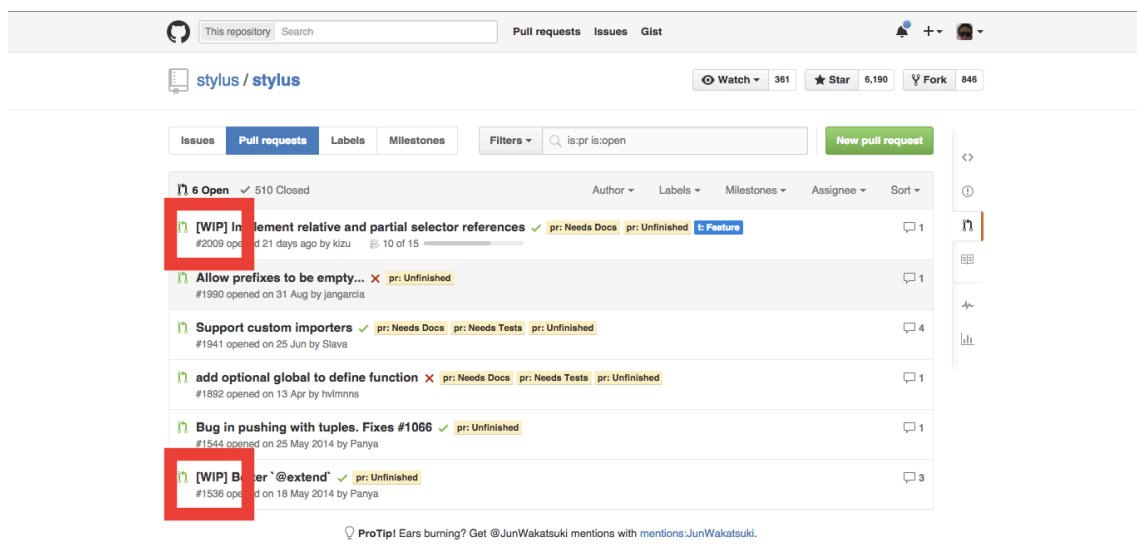 This repository Search Pull requests Issues Gist
stylus / stylus Watch 361 Star 6,190 Fork 846
Issues Pull requests Labels Milestones Filters is:pr is:open New pull request
6 Open 510 Closed Author Labels Milestones Assignee Sort
[WIP] Implement relative and partial selector references pr: Needs Docs pr: Unfinished t: Feature 1
#2009 opened 21 days ago by kizu 10 of 15
Allow prefixes to be empty... pr: Unfinished 1
#1990 opened on 31 Aug by jangarcia
Support custom importers pr: Needs Docs pr: Needs Tests pr: Unfinished 4
#1941 opened on 25 Jun by Slava
add optional global to define function pr: Needs Docs pr: Needs Tests pr: Unfinished 1
#1892 opened on 13 Apr by hvlmnns
Bug in pushing with tuples. Fixes #1066 pr: Unfinished 1
#1544 opened on 25 May 2014 by Panya
[WIP] Better `@extend` pr: Unfinished 3
#1536 opened on 18 May 2014 by Panya
ProTip! Ears burning? Get @JunWakatsuki mentions with mentions:JunWakatsuki.